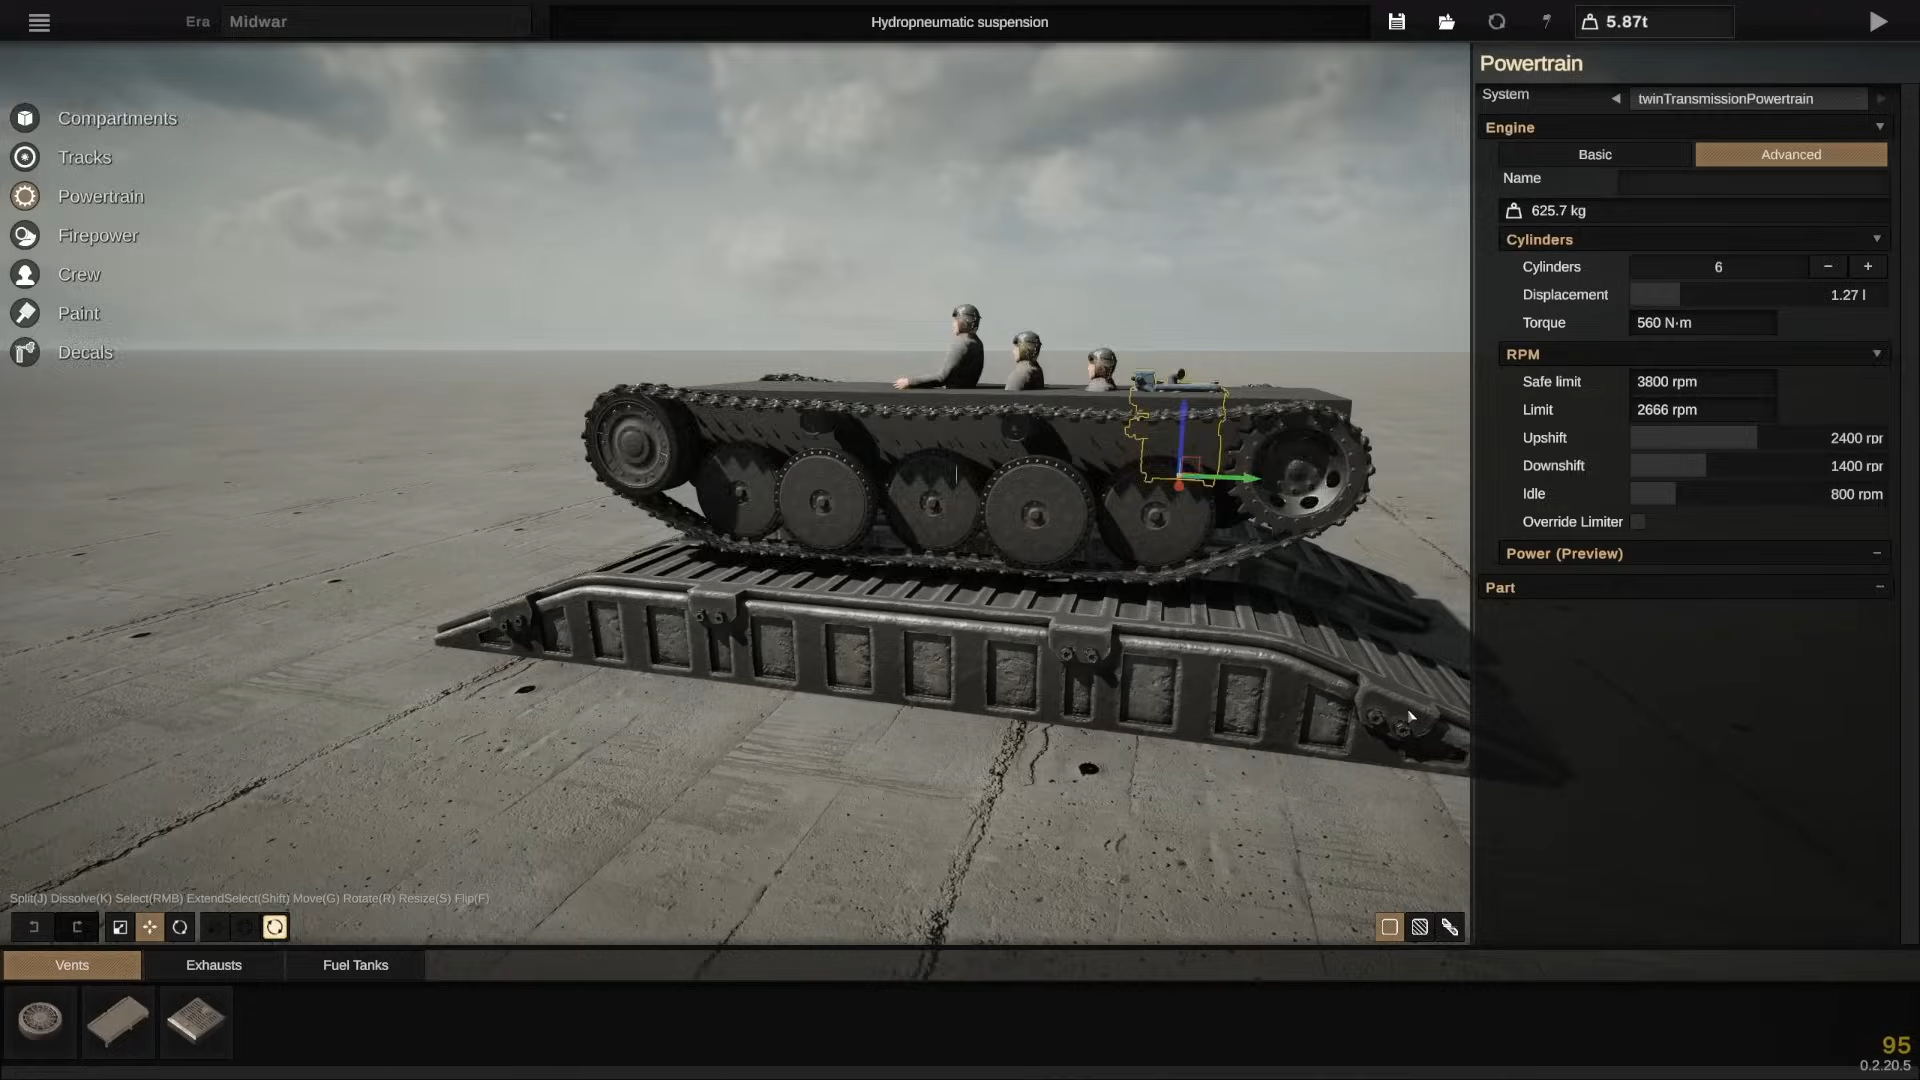 Era Midwar
Hydropneumatic suspension
5.87t
Compartments
Tracks
Powertrain
Firepower
Crew
Paint
Decals
Powertrain
System twinTransmissionPowertrain
Engine
Basic Advanced
Name
625.7 kg
Cylinders
Cylinders 6 − +
Displacement 1.27 l
Torque 560 N·m
RPM
Safe limit 3800 rpm
Limit 2666 rpm
Upshift 2400 rpr
Downshift 1400 rpr
Idle 800 rpm
Override Limiter
Power (Preview)
Part
Split(J) Dissolve(K) Select(RMB) ExtendSelect(Shift) Move(G) Rotate(R) Resize(S) Flip(F)
Vents Exhausts Fuel Tanks
95
0.2.20.5